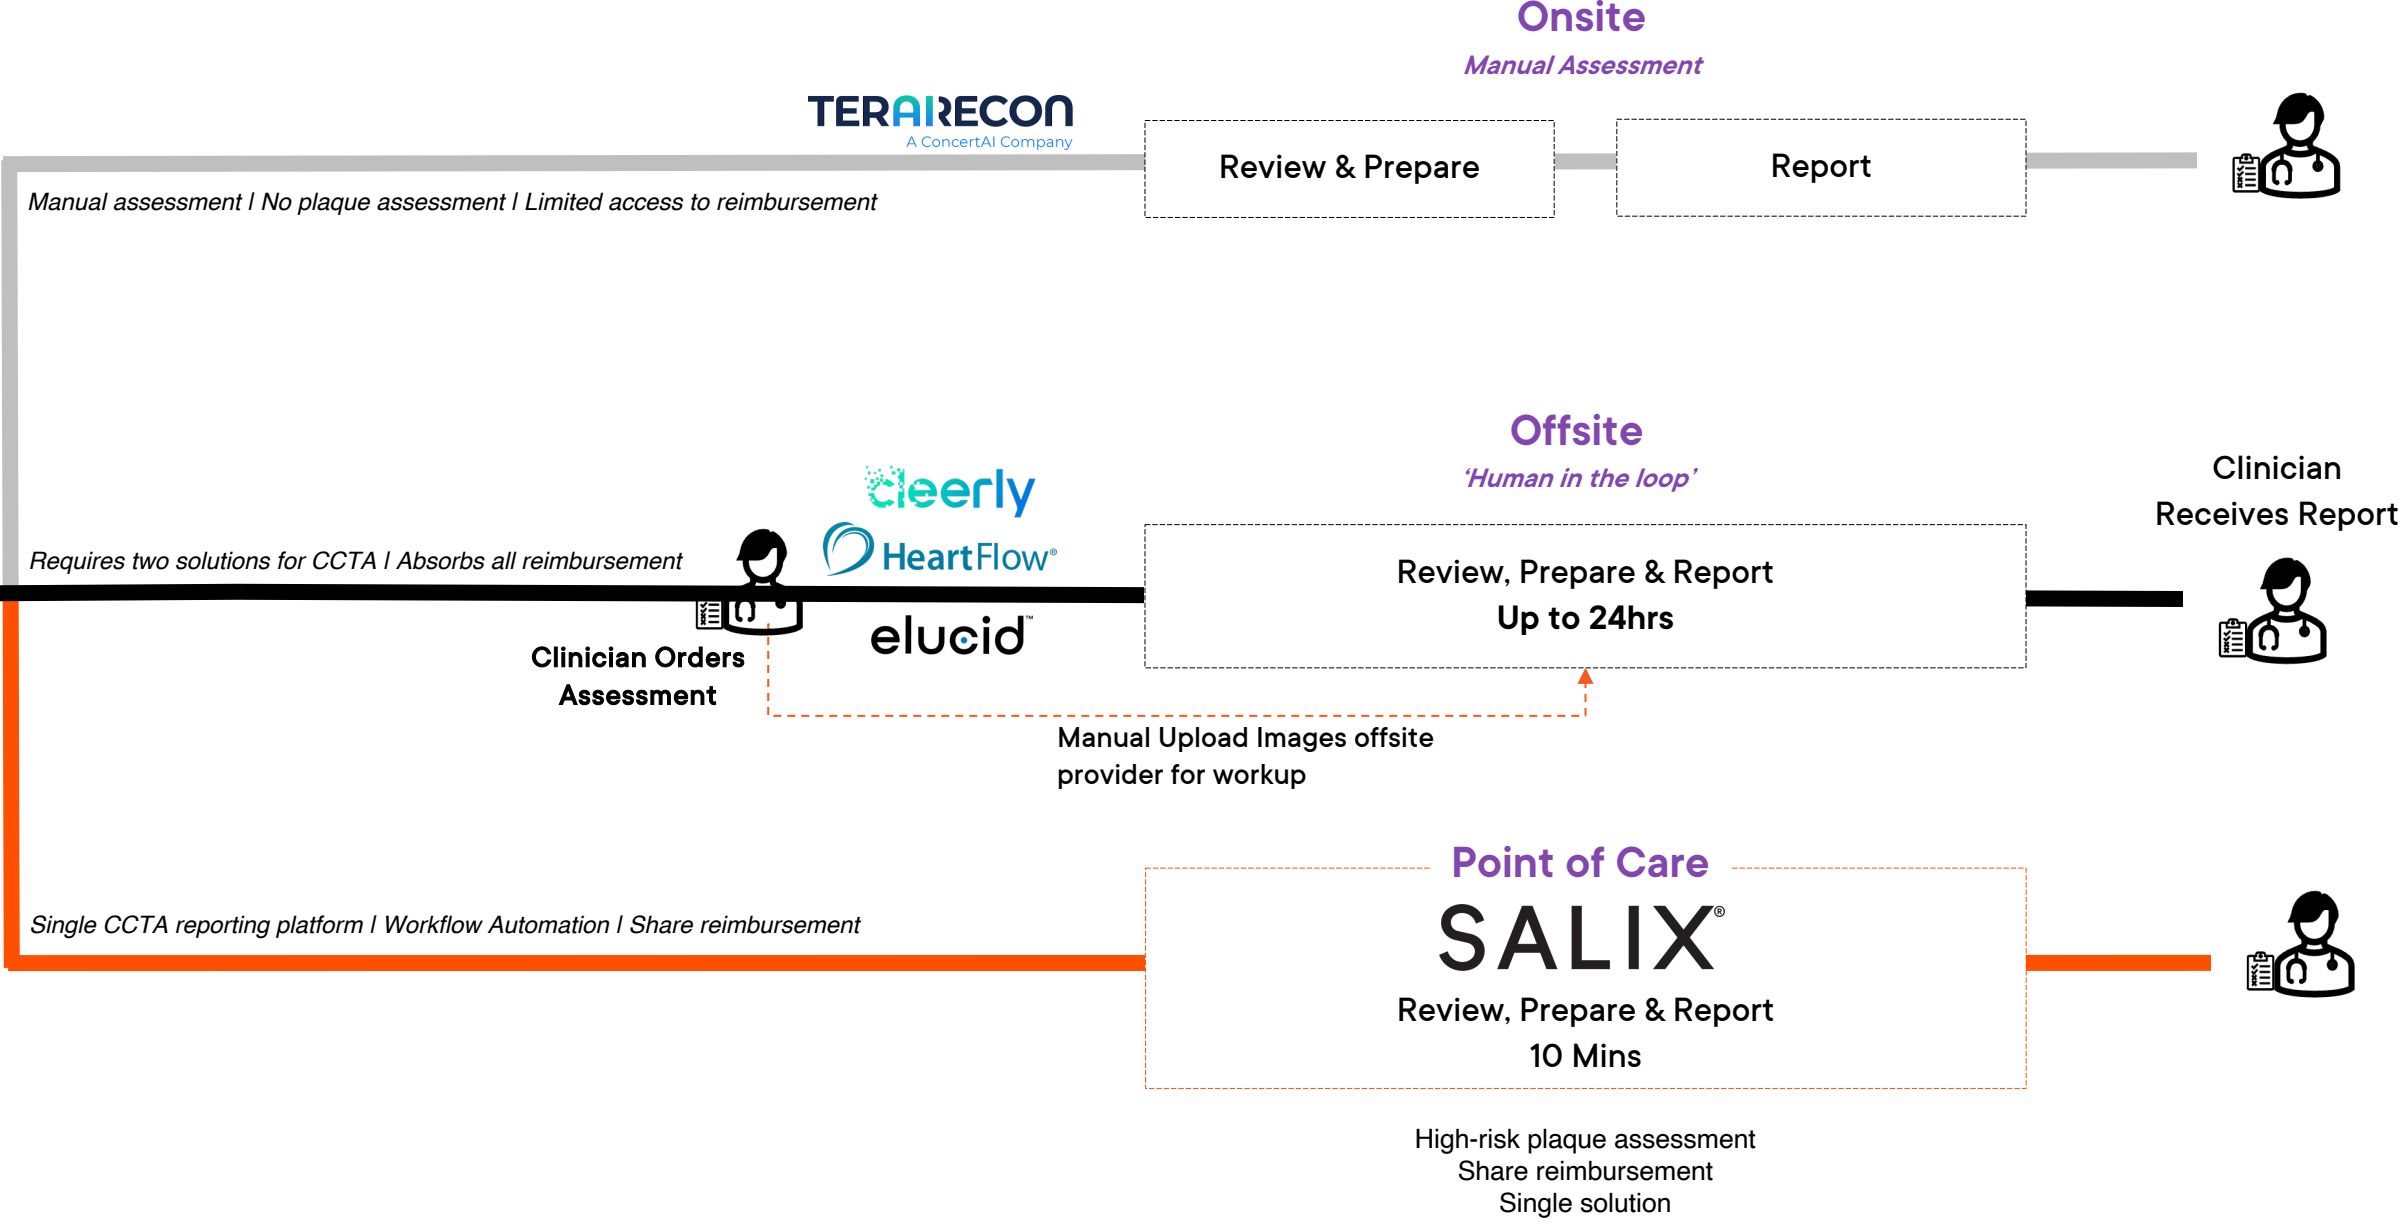 Onsite
Manual Assessment
TERARECON
A ConcertAI Company
Review & Prepare
Report
Manual assessment | No plaque assessment | Limited access to reimbursement
Offsite
‘Human in the loop’
Clinician
Receives Report
cleerly
HeartFlow®
Requires two solutions for CCTA | Absorbs all reimbursement
Review, Prepare & Report
Up to 24hrs
elucid™
Clinician Orders
Assessment
Manual Upload Images offsite
provider for workup
Point of Care
SALIX®
Single CCTA reporting platform | Workflow Automation | Share reimbursement
Review, Prepare & Report
10 Mins
High-risk plaque assessment
Share reimbursement
Single solution